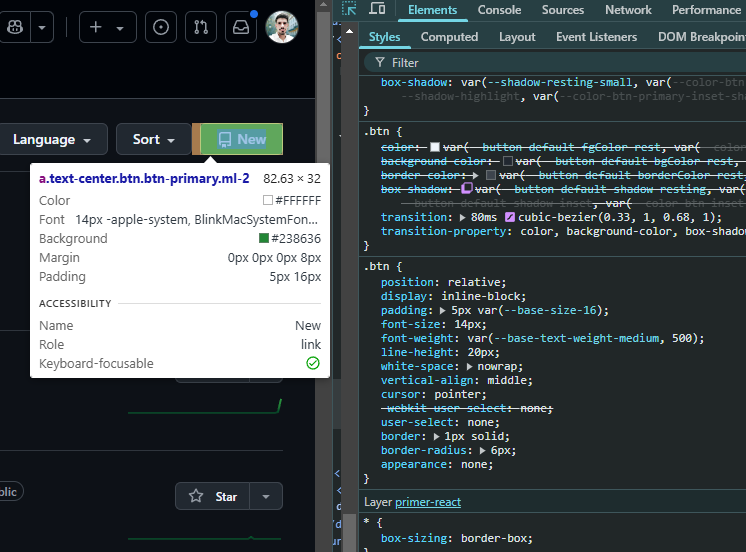 Elements
Console
Sources
Network
Performance
Styles
Computed
Layout
Event Listeners
DOM Breakpoin
Filter
Language
Sort
New
a.text-center.btn.btn-primary.ml-2 82.63 × 32
Color #FFFFFF
Font 14px -apple-system, BlinkMacSystemFon...
Background #238636
Margin 0px 0px 0px 8px
Padding 5px 16px
ACCESSIBILITY
Name New
Role link
Keyboard-focusable
blic
Star
box-shadow: var(--shadow-resting-small, var(--color-btn-
--shadow-highlight, var(--color-btn-primary-inset-sha
}
.btn {
color: var(--button-default-fgColor-rest, var(
background-color: var(--button-default-bgColor-rest,
border-color: var(--button-default-borderColor-rest,
box-shadow: var(--button-default-shadow-resting, var(
--button-default-shadow-inset, var(--color-btn-inset
transition: 80ms cubic-bezier(0.33, 1, 0.68, 1);
transition-property: color, background-color, box-shadow
}
.btn {
position: relative;
display: inline-block;
padding: 5px var(--base-size-16);
font-size: 14px;
font-weight: var(--base-text-weight-medium, 500);
line-height: 20px;
white-space: nowrap;
vertical-align: middle;
cursor: pointer;
-webkit-user-select: none;
user-select: none;
border: 1px solid;
border-radius: 6px;
appearance: none;
}
Layer primer-react
* {
box-sizing: border-box;
}